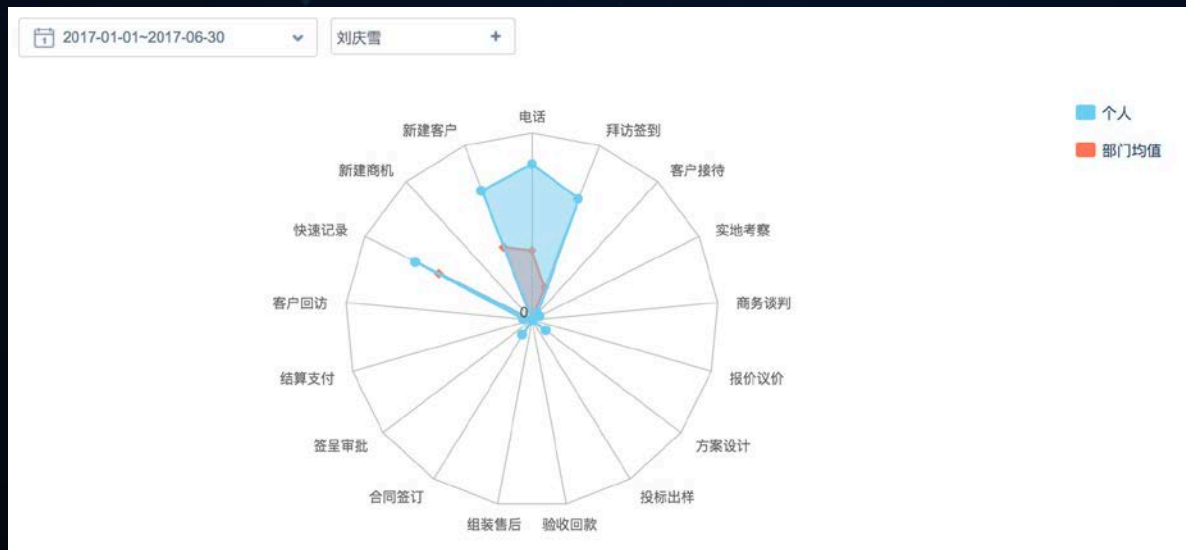 2017-01-01~2017-06-30
刘庆雪
+
个人
部门均值
电话
拜访签到
客户接待
实地考察
商务谈判
报价议价
方案设计
投标出样
验收回款
组装售后
合同签订
签呈审批
结算支付
客户回访
快速记录
新建商机
新建客户
0